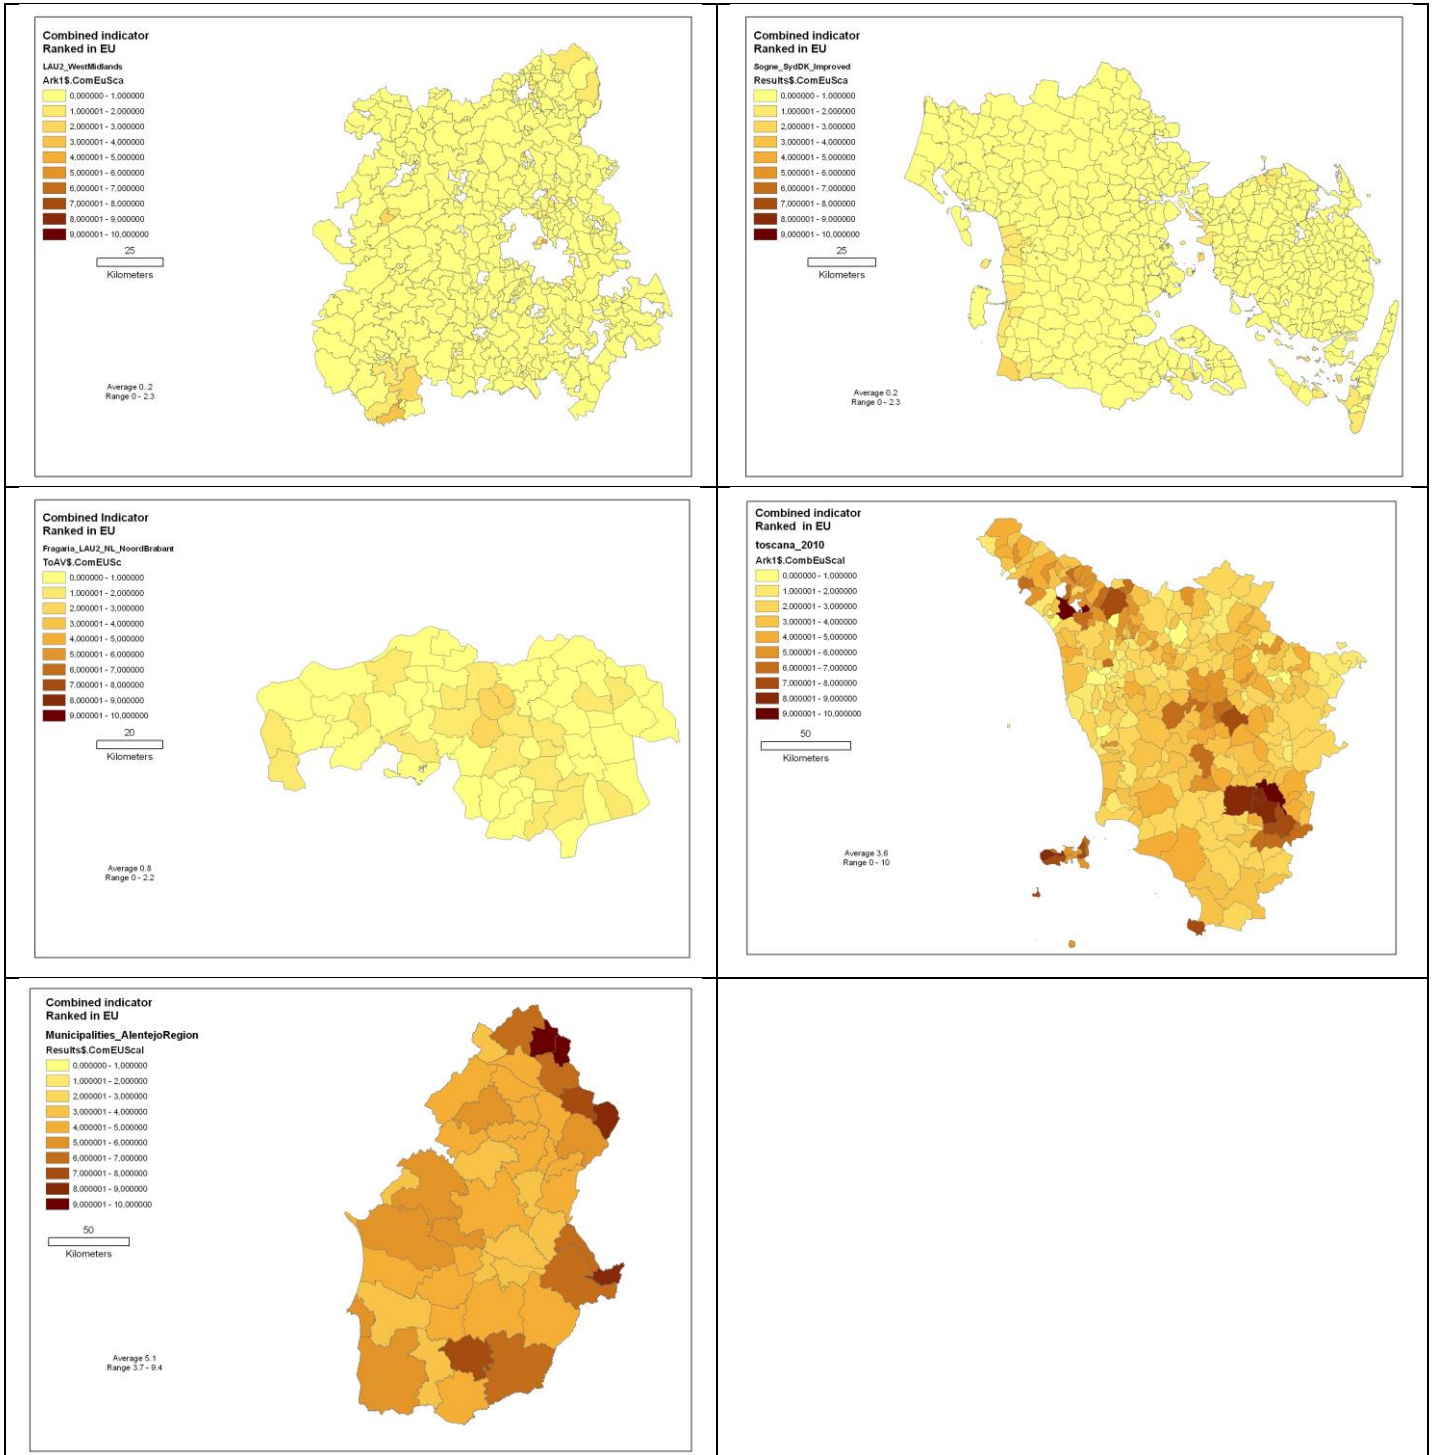 Combined indicator
Ranked in EU
LAU2_WestMidlands
Ark1$.ComEuSca
0,000000 - 1,000000
1,000001 - 2,000000
2,000001 - 3,000000
3,000001 - 4,000000
4,000001 - 5,000000
5,000001 - 6,000000
6,000001 - 7,000000
7,000001 - 8,000000
8,000001 - 9,000000
9,000001 - 10,000000
25
Kilometers
Average 0..2
Range 0 - 2.3
Combined indicator
Ranked in EU
Sogne_SydDK_Improved
Results$.ComEuSca
0,000000 - 1,000000
1,000001 - 2,000000
2,000001 - 3,000000
3,000001 - 4,000000
4,000001 - 5,000000
5,000001 - 6,000000
6,000001 - 7,000000
7,000001 - 8,000000
8,000001 - 9,000000
9,000001 - 10,000000
25
Kilometers
Average 0.2
Range 0 - 2.3
Combined Indicator
Ranked in EU
Fragaria_LAU2_NL_NoordBrabant
ToAV$.ComEUSc
0,000000 - 1,000000
1,000001 - 2,000000
2,000001 - 3,000000
3,000001 - 4,000000
4,000001 - 5,000000
5,000001 - 6,000000
6,000001 - 7,000000
7,000001 - 8,000000
8,000001 - 9,000000
9,000001 - 10,000000
20
Kilometers
Average 0.8
Range 0 - 2.2
Combined indicator
Ranked in EU
toscana_2010
Ark1$.CombEuScal
0,000000 - 1,000000
1,000001 - 2,000000
2,000001 - 3,000000
3,000001 - 4,000000
4,000001 - 5,000000
5,000001 - 6,000000
6,000001 - 7,000000
7,000001 - 8,000000
8,000001 - 9,000000
9,000001 - 10,000000
50
Kilometers
Average 3.6
Range 0 - 10
Combined indicator
Ranked in EU
Municipalities_AlentejoRegion
Results$.ComEUScal
0,000000 - 1,000000
1,000001 - 2,000000
2,000001 - 3,000000
3,000001 - 4,000000
4,000001 - 5,000000
5,000001 - 6,000000
6,000001 - 7,000000
7,000001 - 8,000000
8,000001 - 9,000000
9,000001 - 10,000000
50
Kilometers
Average 5.1
Range 3.7 - 9.4